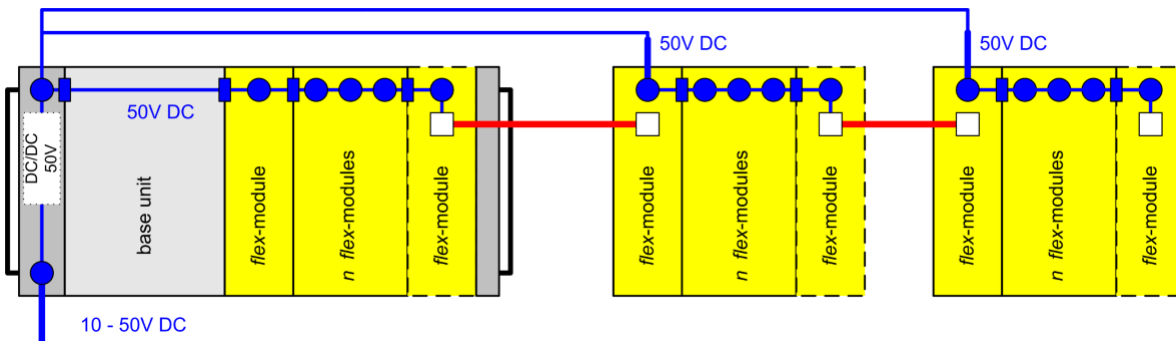 50V DC
50V DC
50V DC
DC/DC
50V
base unit
flex-module
n flex-modules
flex-module
flex-module
n flex-modules
flex-module
flex-module
n flex-modules
flex-module
10 - 50V DC